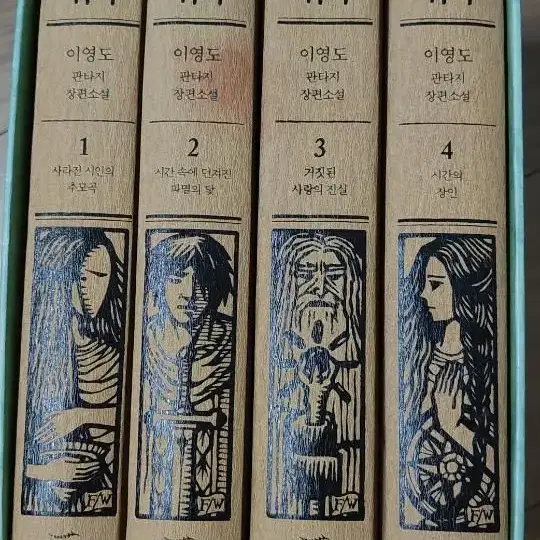 이영도
판타지
장편소설
1
사라진 시인의
추모곡
이영도
판타지
장편소설
2
시간 속에 던져진
파멸의 닻
이영도
판타지
장편소설
3
거짓된
사랑의 진실
이영도
판타지
장편소설
4
시간의
장인
F/W
F/W
F/W
F/W